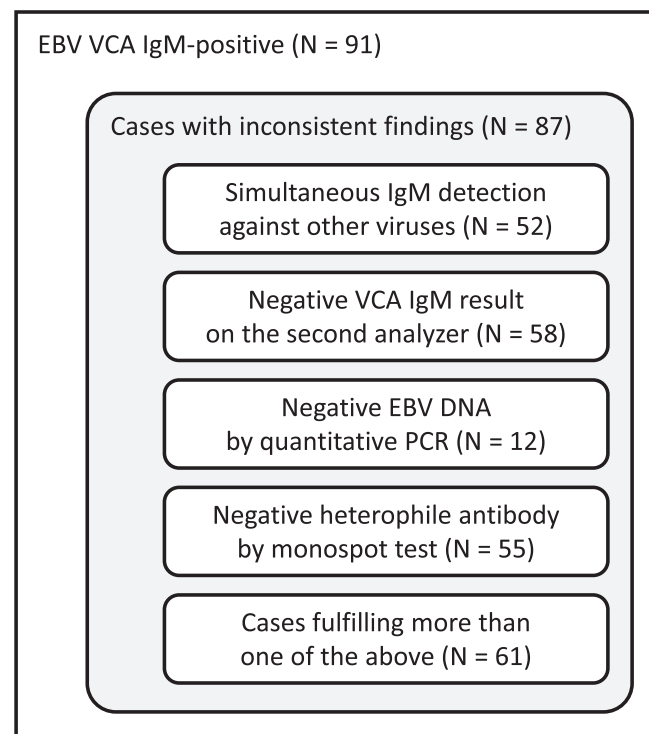 EBV VCA IgM-positive (N = 91)
Cases with inconsistent findings (N = 87)
Simultaneous IgM detection
against other viruses (N = 52)
Negative VCA IgM result
on the second analyzer (N = 58)
Negative EBV DNA
by quantitative PCR (N = 12)
Negative heterophile antibody
by monospot test (N = 55)
Cases fulfilling more than
one of the above (N = 61)